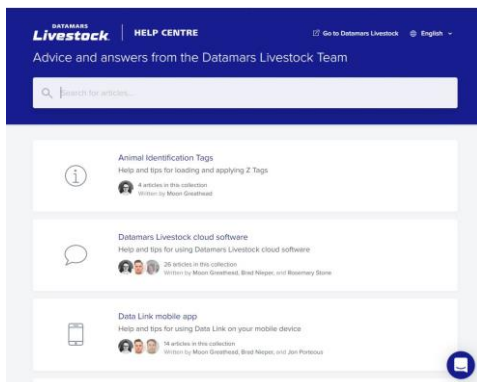 DATAMARS
Livestock
HELP CENTRE
Go to Datamars Livestock
English
Advice and answers from the Datamars Livestock Team
Search for articles...
Animal Identification Tags
Help and tips for loading and applying Z Tags
4 articles in this collection
Written by Moon Greathead
Datamars Livestock cloud software
Help and tips for using Datamars Livestock cloud software
26 articles in this collection
Written by Moon Greathead, Brad Nieper, and Rosemary Stone
Data Link mobile app
Help and tips for using Data Link on your mobile device
14 articles in this collection
Written by Moon Greathead, Brad Nieper, and Jon Ponteous